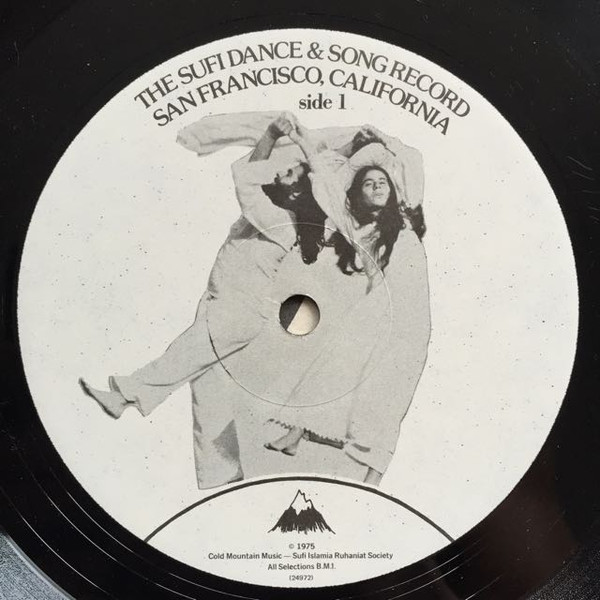 THE SUFI DANCE & SONG RECORD
SAN FRANCISCO, CALIFORNIA
side 1
© 1975
Cold Mountain Music — Sufi Islamia Ruhaniat Society
All Selections B.M.I.
(24972)